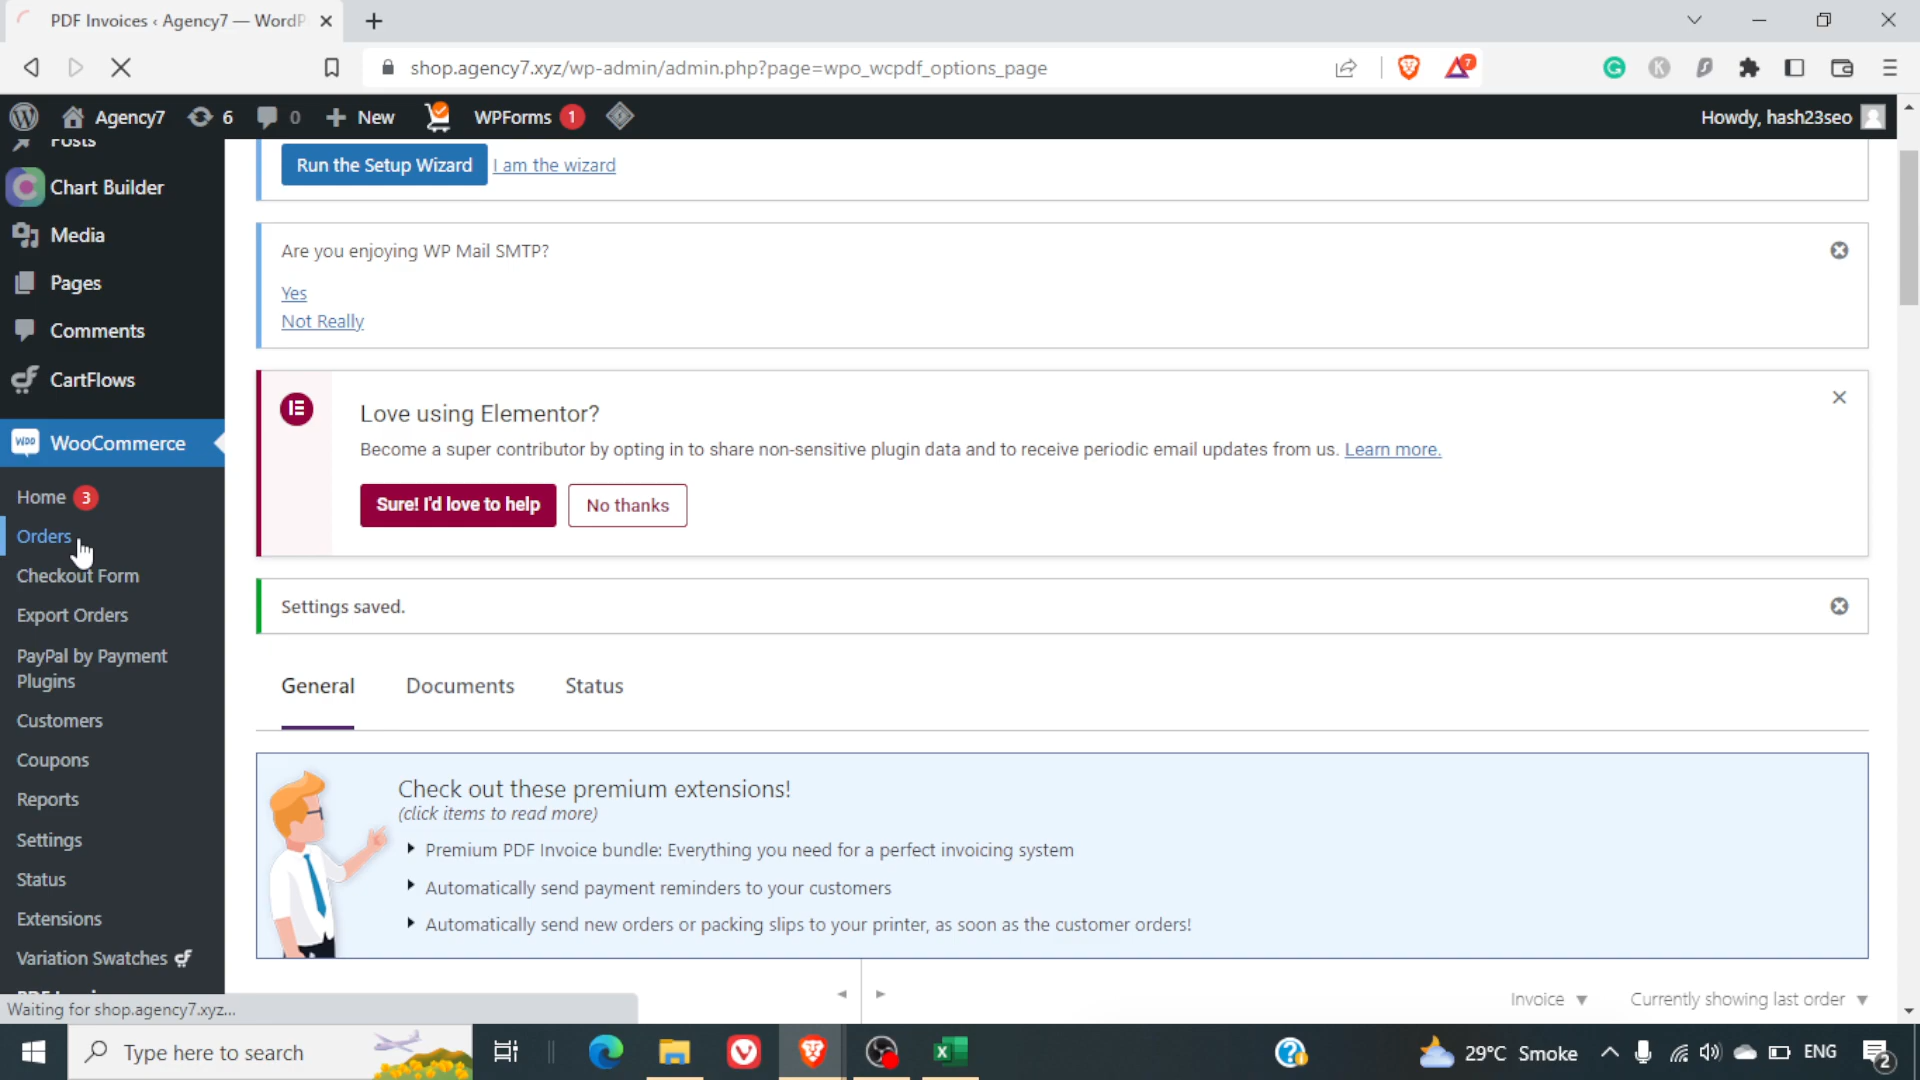 PDF Invoices ‹ Agency7 — WordP
shop.agency7.xyz/wp-admin/admin.php?page=wpo_wcpdf_options_page
7
Agency7 6 0 New WPForms 1
Howdy, hash23seo
Posts
Chart Builder
Media
Pages
Comments
CartFlows
WooCommerce
Home 3
Orders
Checkout Form
Export Orders
PayPal by Payment
Plugins
Customers
Coupons
Reports
Settings
Status
Extensions
Variation Swatches
Waiting for shop.agency7.xyz...
Run the Setup Wizard I am the wizard
Are you enjoying WP Mail SMTP?
Yes
Not Really
Love using Elementor?
Become a super contributor by opting in to share non-sensitive plugin data and to receive periodic email updates from us. Learn more.
Sure! I'd love to help No thanks
Settings saved.
General Documents Status
Check out these premium extensions!
(click items to read more)
Premium PDF Invoice bundle: Everything you need for a perfect invoicing system
Automatically send payment reminders to your customers
Automatically send new orders or packing slips to your printer, as soon as the customer orders!
Invoice Currently showing last order
Type here to search
29°C Smoke
ENG
2